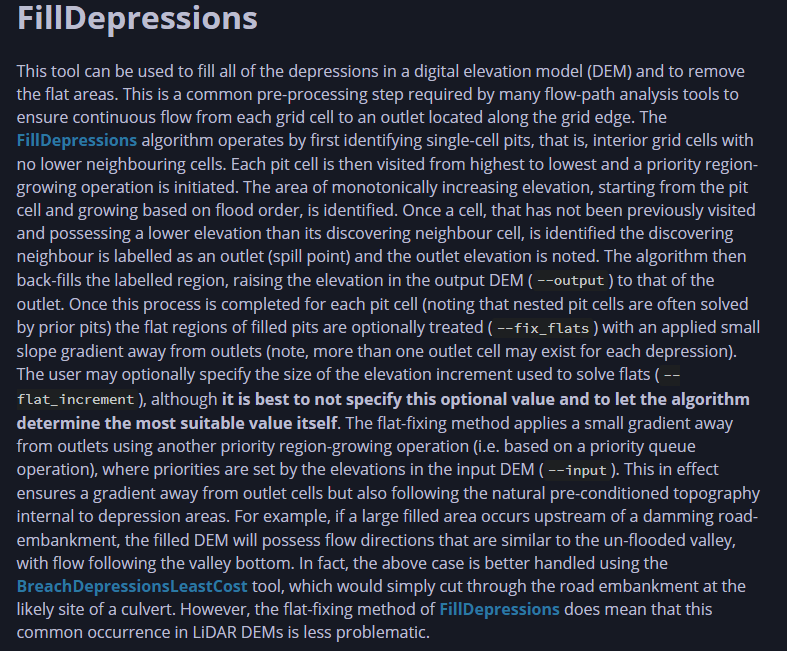 FillDepressions
This tool can be used to fill all of the depressions in a digital elevation model (DEM) and to remove
the flat areas. This is a common pre-processing step required by many flow-path analysis tools to
ensure continuous flow from each grid cell to an outlet located along the grid edge. The
FillDepressions algorithm operates by first identifying single-cell pits, that is, interior grid cells with
no lower neighbouring cells. Each pit cell is then visited from highest to lowest and a priority region-
growing operation is initiated. The area of monotonically increasing elevation, starting from the pit
cell and growing based on flood order, is identified. Once a cell, that has not been previously visited
and possessing a lower elevation than its discovering neighbour cell, is identified the discovering
neighbour is labelled as an outlet (spill point) and the outlet elevation is noted. The algorithm then
back-fills the labelled region, raising the elevation in the output DEM ( --output ) to that of the
outlet. Once this process is completed for each pit cell (noting that nested pit cells are often solved
by prior pits) the flat regions of filled pits are optionally treated ( --fix_flats ) with an applied small
slope gradient away from outlets (note, more than one outlet cell may exist for each depression).
The user may optionally specify the size of the elevation increment used to solve flats ( --
flat_increment ), although it is best to not specify this optional value and to let the algorithm
determine the most suitable value itself. The flat-fixing method applies a small gradient away
from outlets using another priority region-growing operation (i.e. based on a priority queue
operation), where priorities are set by the elevations in the input DEM ( --input ). This in effect
ensures a gradient away from outlet cells but also following the natural pre-conditioned topography
internal to depression areas. For example, if a large filled area occurs upstream of a damming road-
embankment, the filled DEM will possess flow directions that are similar to the un-flooded valley,
with flow following the valley bottom. In fact, the above case is better handled using the
BreachDepressionsLeastCost tool, which would simply cut through the road embankment at the
likely site of a culvert. However, the flat-fixing method of FillDepressions does mean that this
common occurrence in LiDAR DEMs is less problematic.